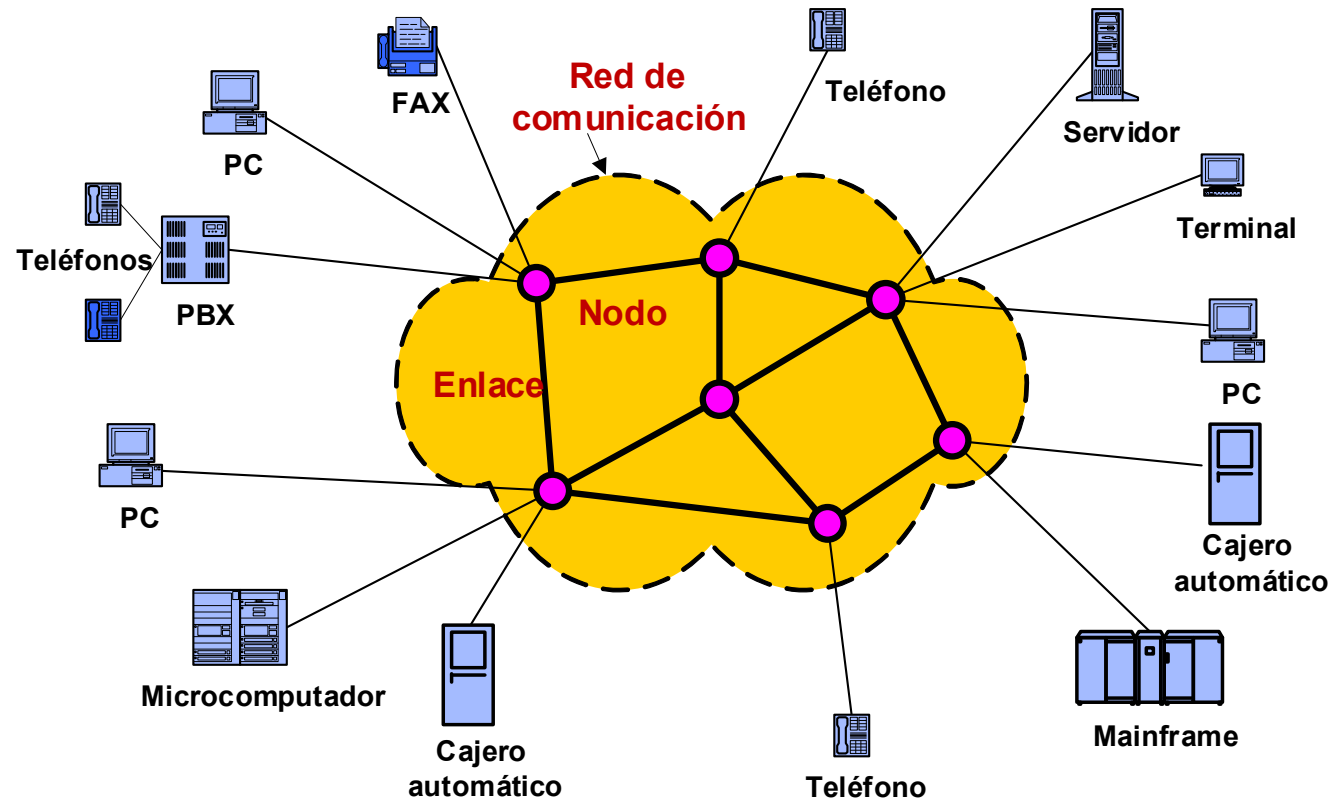 FAX
Red de
comunicación
Teléfono
Servidor
PC
Terminal
Teléfonos
PBX
Nodo
Enlace
PC
PC
Cajero
automático
Microcomputador
Cajero
automático
Teléfono
Mainframe